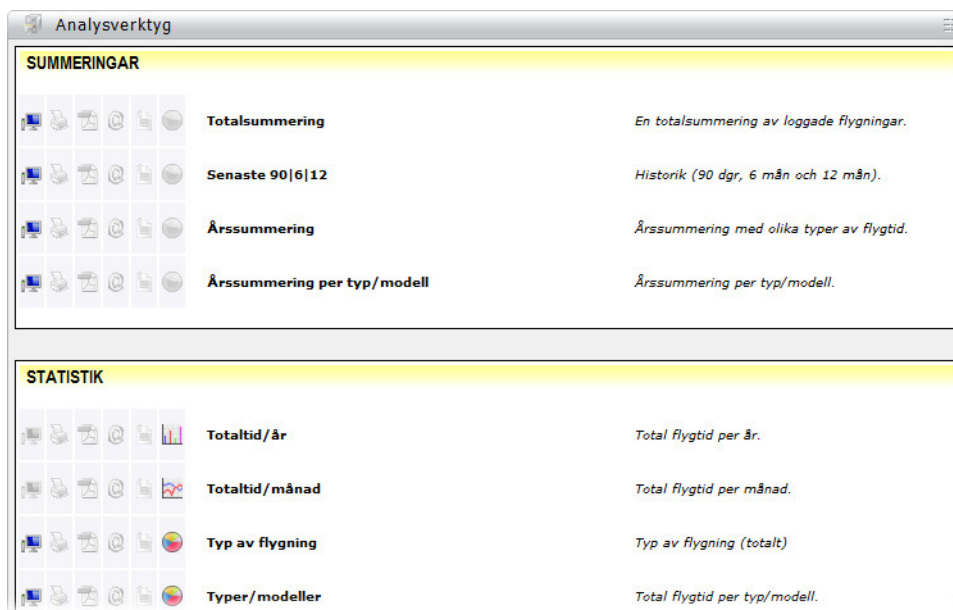 Analysverktyg
SUMMERINGAR
Totalsummering En totalsummering av loggade flygningar.
Senaste 90|6|12 Historik (90 dgr, 6 mån och 12 mån).
Årssummering Årssummering med olika typer av flygtid.
Årssummering per typ/modell Årssummering per typ/modell.
STATISTIK
Totaltid/år Total flygtid per år.
Totaltid/månad Total flygtid per månad.
Typ av flygning Typ av flygning (totalt)
Typer/modeller Total flygtid per typ/modell.